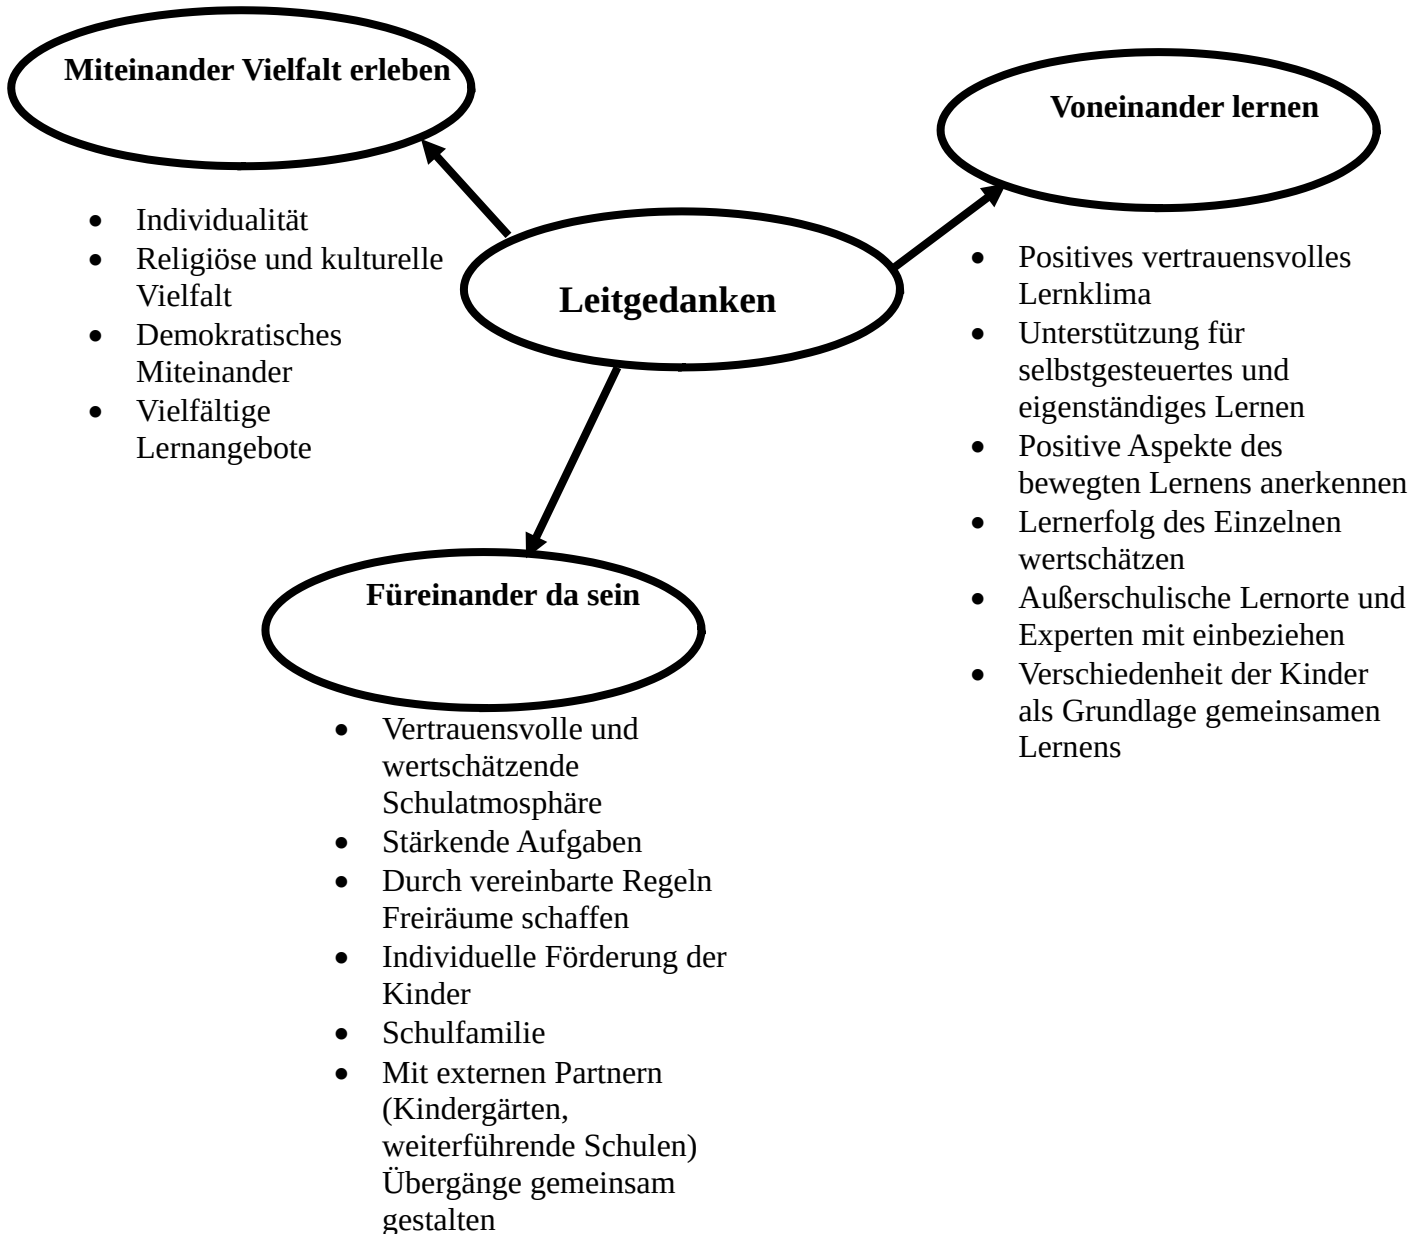 Miteinander Vielfalt erleben
• Individualität
• Religiöse und kulturelle
Vielfalt
• Demokratisches
Miteinander
• Vielfältige
Lernangebote
Leitgedanken
Voneinander lernen
• Positives vertrauensvolles
Lernklima
• Unterstützung für
selbstgesteuertes und
eigenständiges Lernen
• Positive Aspekte des
bewegten Lernens anerkennen
• Lernerfolg des Einzelnen
wertschätzen
• Außerschulische Lernorte und
Experten mit einbeziehen
• Verschiedenheit der Kinder
als Grundlage gemeinsamen
Lernens
Füreinander da sein
• Vertrauensvolle und
wertschätzende
Schulatmosphäre
• Stärkende Aufgaben
• Durch vereinbarte Regeln
Freiräume schaffen
• Individuelle Förderung der
Kinder
• Schulfamilie
• Mit externen Partnern
(Kindergärten,
weiterführende Schulen)
Übergänge gemeinsam
gestalten